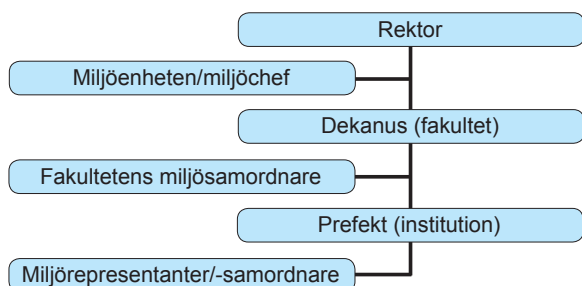 Rektor
Miljöenheten/miljöchef
Dekanus (fakultet)
Fakultetens miljösamordnare
Prefekt (institution)
Miljörepresentanter/-samordnare